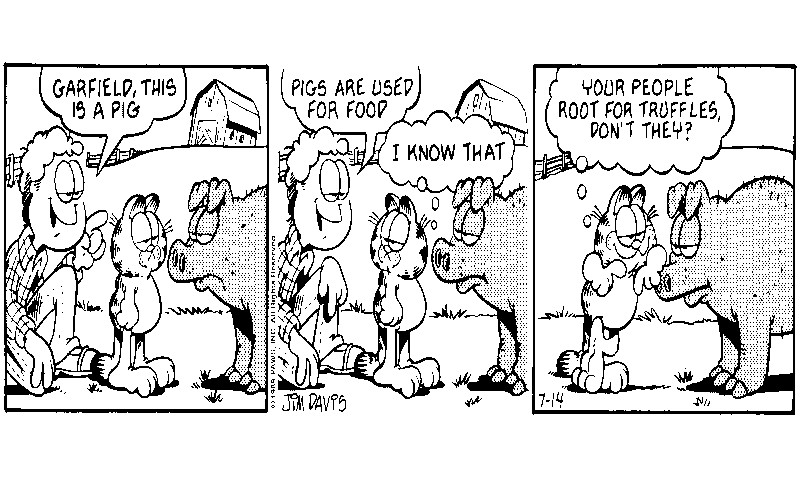 GARFIELD, THIS
IS A PIG
PIGS ARE USED
FOR FOOD
I KNOW THAT
JIM DAVIS
YOUR PEOPLE
ROOT FOR TRUFFLES,
DON'T THEY?
7-14